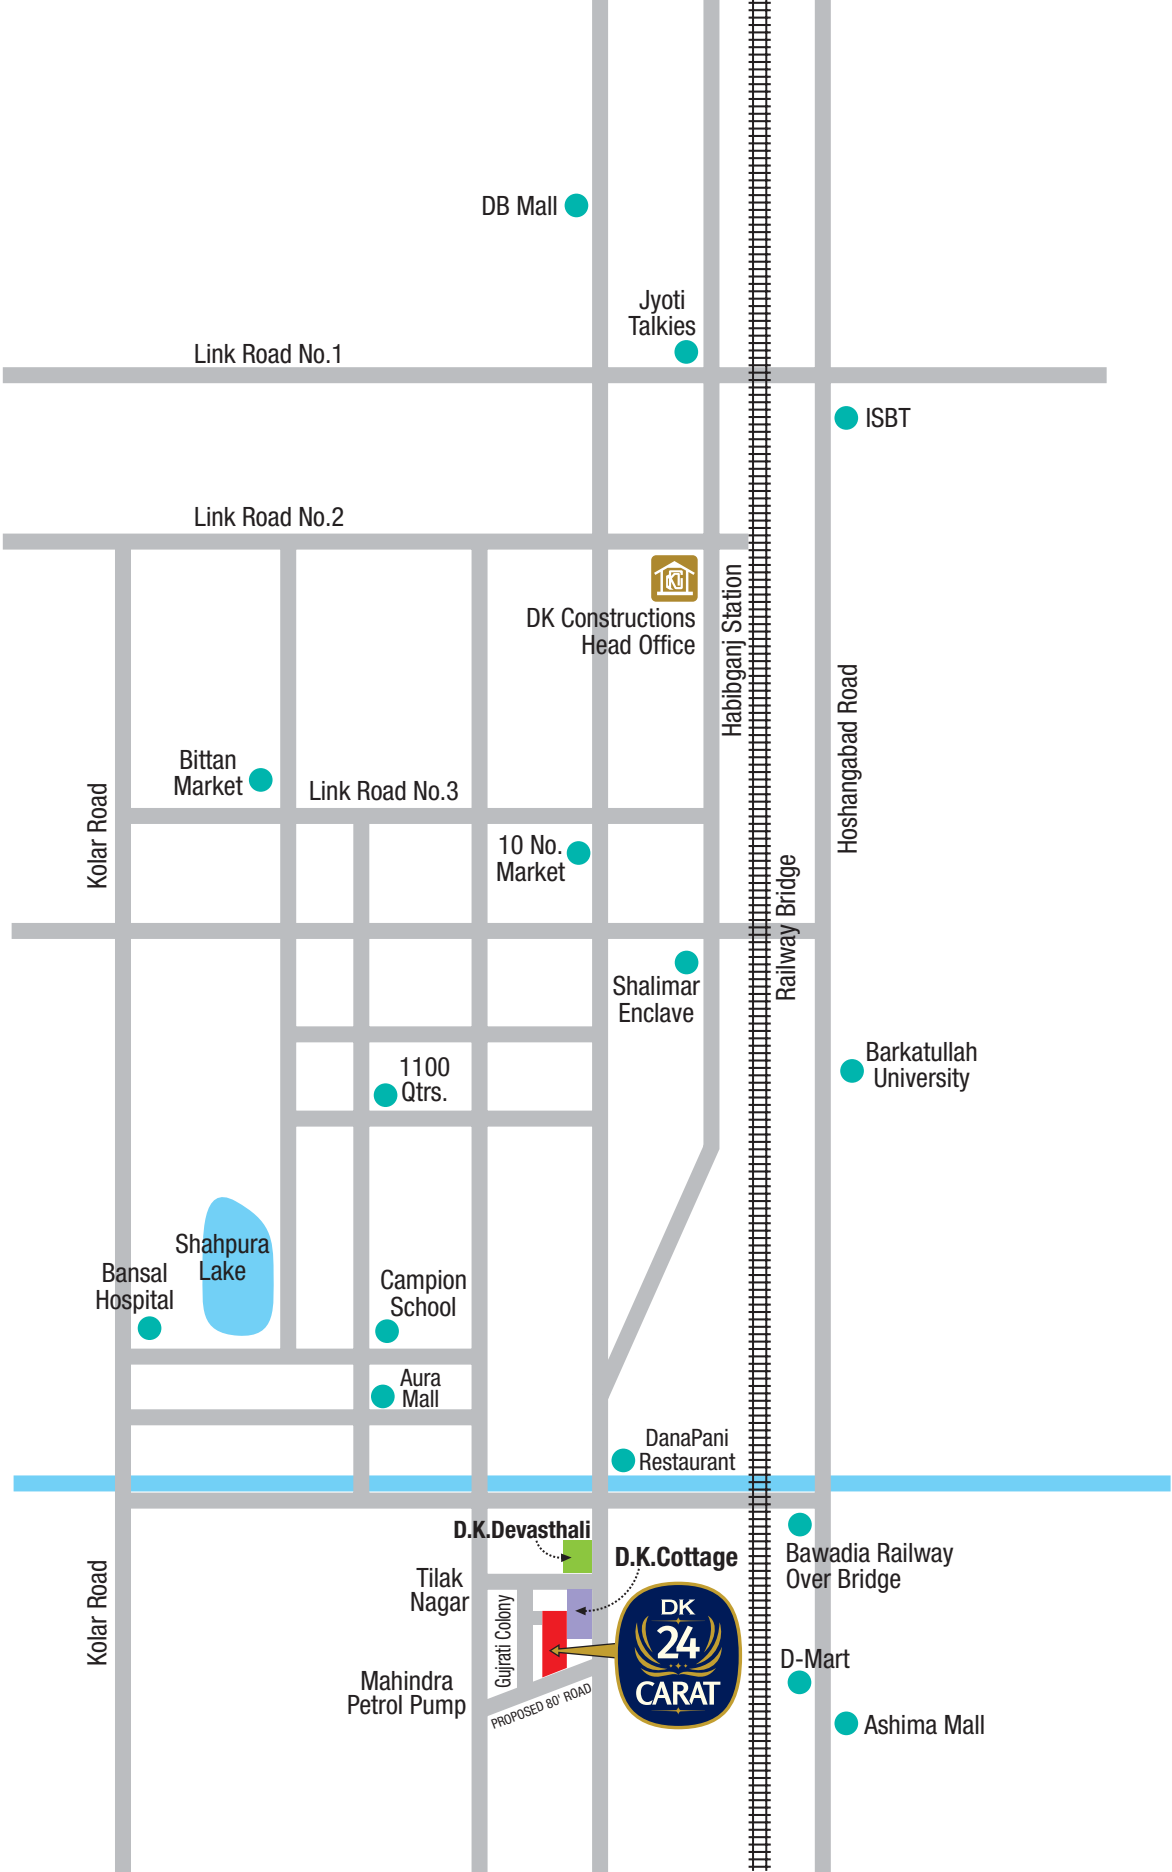 DB Mall
Jyoti
Talkies
Link Road No.1
ISBT
Link Road No.2
DK Constructions
Head Office
Habibganj Station
Hoshangabad Road
Bittan
Market
Link Road No.3
Kolar Road
10 No.
Market
Railway Bridge
Shalimar
Enclave
Barkatullah
University
1100
Qtrs.
Shahpura
Lake
Bansal
Hospital
Campion
School
Aura
Mall
DanaPani
Restaurant
D.K.Devasthali
Bawadia Railway
Over Bridge
D.K.Cottage
Tilak
Nagar
Kolar Road
Gujrati Colony
DK
24
CARAT
D-Mart
Mahindra
Petrol Pump
PROPOSED 80' ROAD
Ashima Mall